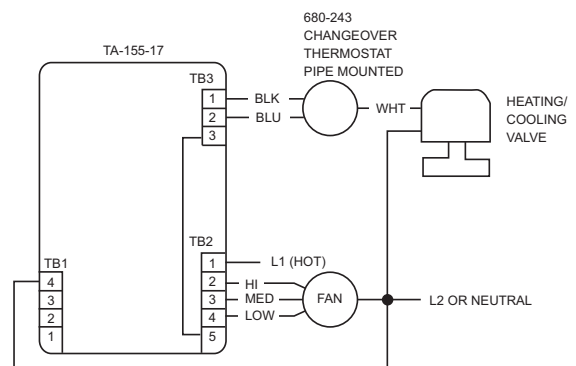 680-243
CHANGEOVER
THERMOSTAT
PIPE MOUNTED
TA-155-17
TB3
1
2
3
BLK
BLU
WHT
HEATING/
COOLING
VALVE
TB2
1
2
3
4
5
L1 (HOT)
HI
MED
LOW
FAN
L2 OR NEUTRAL
TB1
4
3
2
1